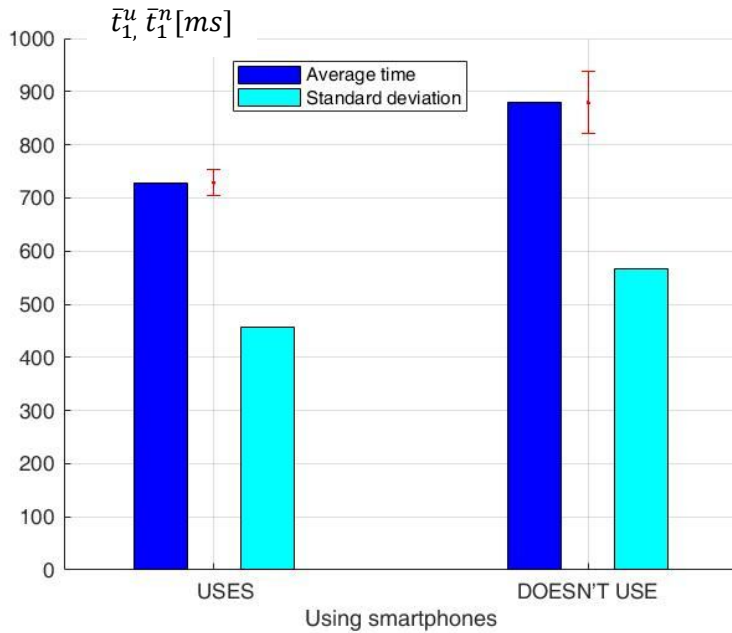 t̄₁ᵘ, t̄₁ⁿ[ms]
1000
900
800
700
600
500
400
300
200
100
0
Average time
Standard deviation
USES
DOESN'T USE
Using smartphones